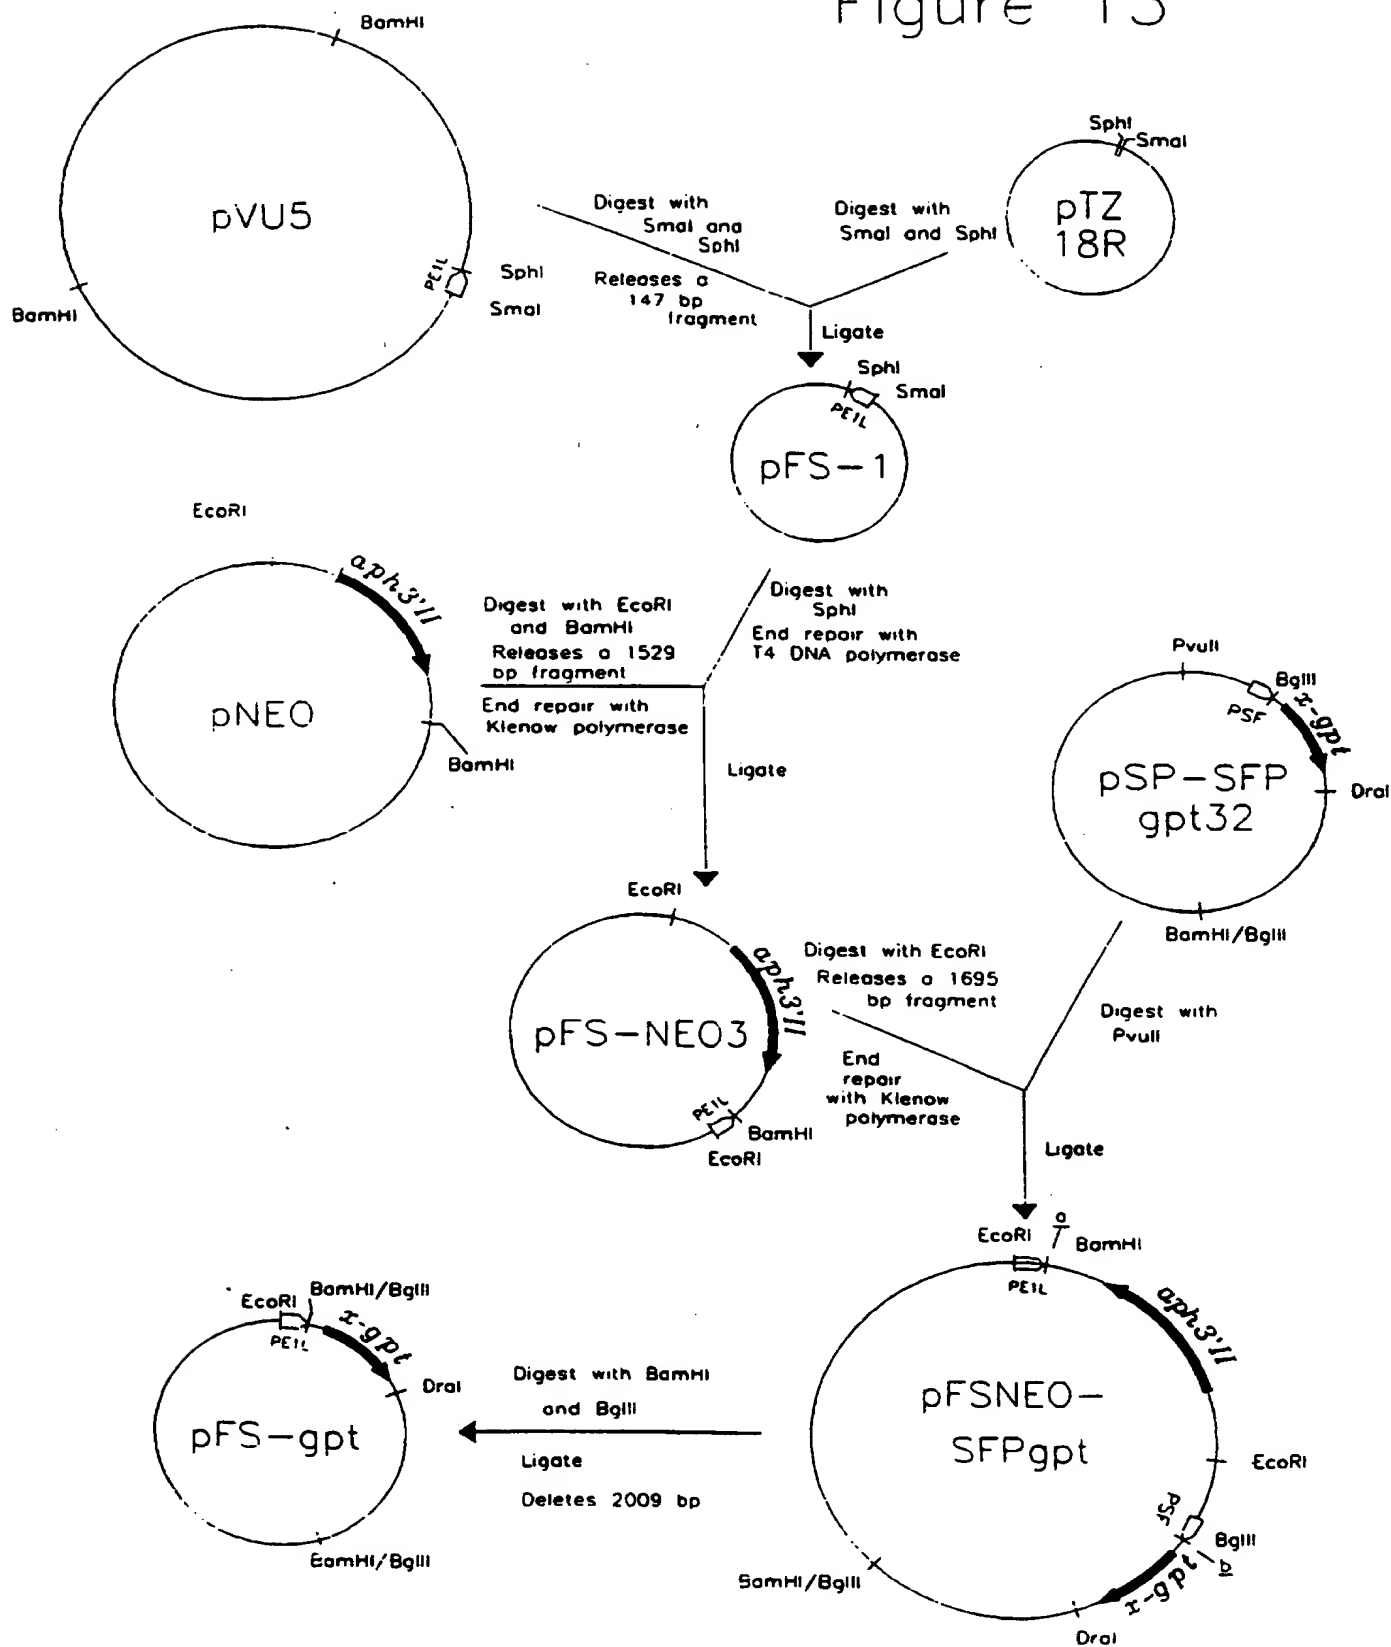 Figure 13
BamHI
pVU5
BamHI
PE1L
SphI
SmaI
Digest with
SmaI and
SphI
Releases a
147 bp
fragment
Digest with
SmaI and SphI
SphI
SmaI
pTZ
18R
Ligate
SphI
SmaI
PE1L
pFS-1
EcoRI
aph3'II
pNEO
BamHI
Digest with EcoRI
and BamHI
Releases a 1529
bp fragment
End repair with
Klenow polymerase
Digest with
SphI
End repair with
T4 DNA polymerase
Ligate
PvuII
BglII
PSF
x-gpt
pSP-SFP
gpt32
DraI
BamHI/BglII
EcoRI
aph3'II
pFS-NEO3
PE1L
BamHI
EcoRI
Digest with EcoRI
Releases a 1695
bp fragment
End
repair
with Klenow
polymerase
Digest with
PvuII
Ligate
EcoRI
a
BamHI
PE1L
aph3'II
pFSNEO-
SFPgpt
EcoRI
PSF
BglII
b
x-gpt
DraI
BamHI/BglII
Digest with BamHI
and BglII
Ligate
Deletes 2009 bp
EcoRI
BamHI/BglII
PE1L
x-gpt
DraI
pFS-gpt
BamHI/BglII